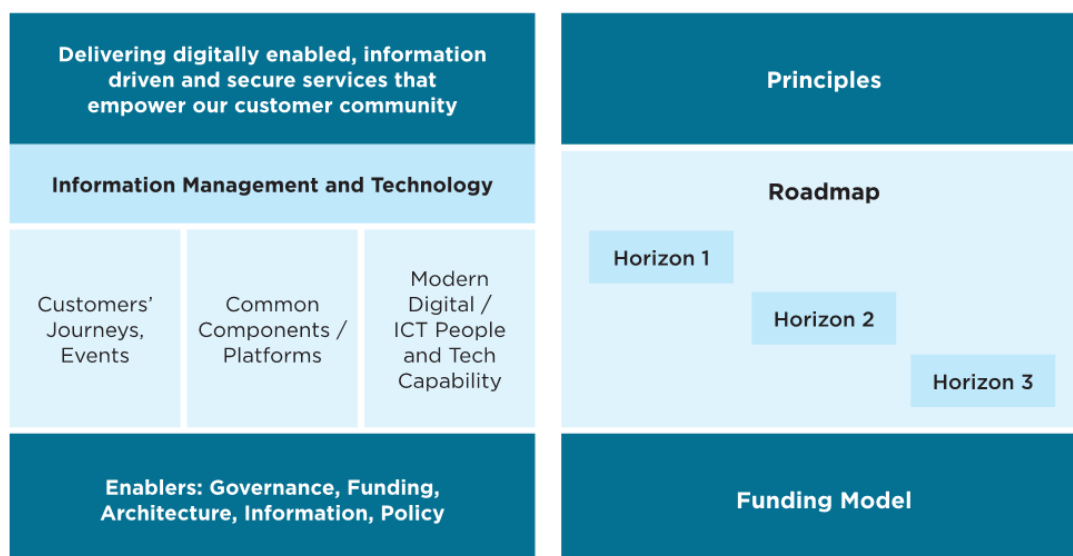 Delivering digitally enabled, information
driven and secure services that
empower our customer community
Information Management and Technology
Customers’
Journeys,
Events
Common
Components /
Platforms
Modern
Digital /
ICT People
and Tech
Capability
Enablers: Governance, Funding,
Architecture, Information, Policy
Principles
Roadmap
Horizon 1
Horizon 2
Horizon 3
Funding Model